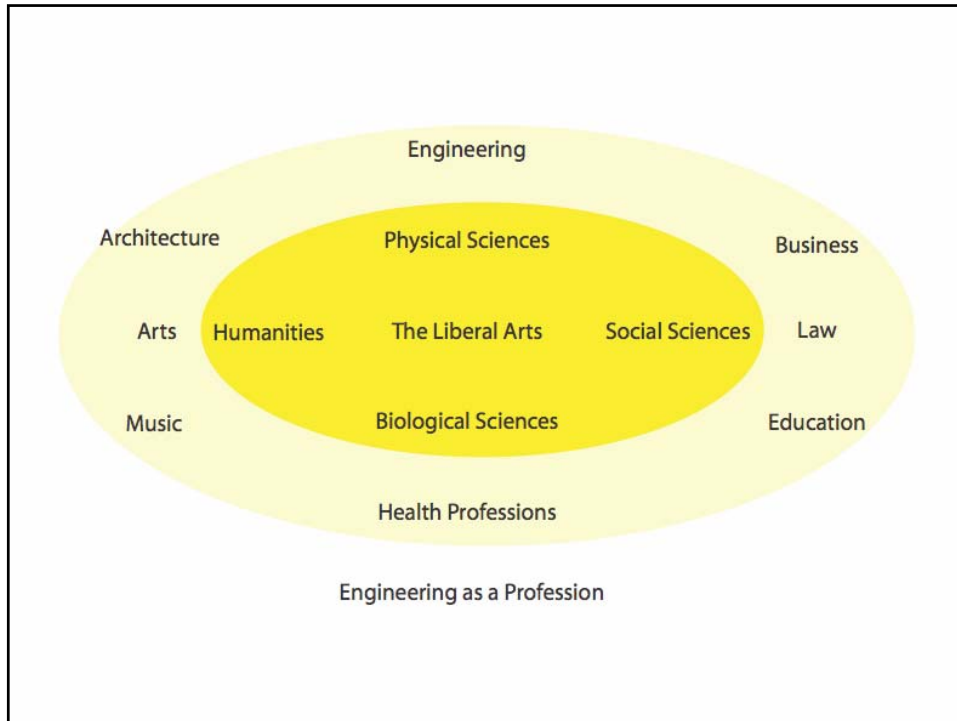 Engineering
Architecture
Physical Sciences
Business
Arts
Humanities
The Liberal Arts
Social Sciences
Law
Music
Biological Sciences
Education
Health Professions
Engineering as a Profession